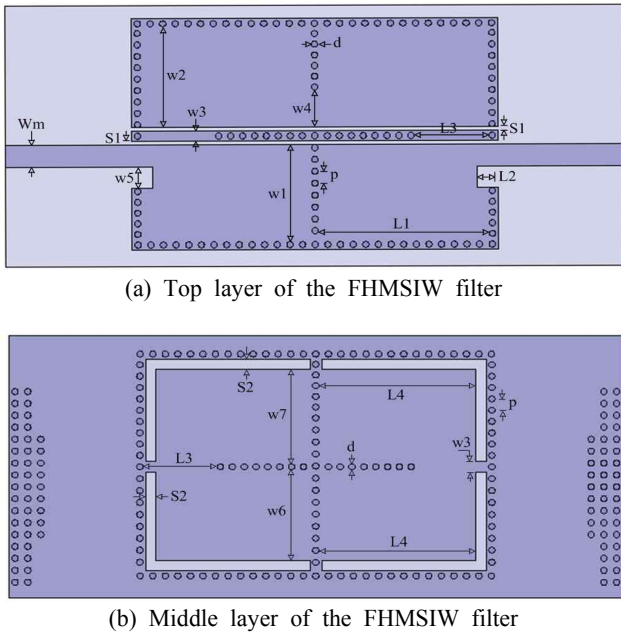 w2
d
w4
w3
Wm
S1
L3
S1
w5
w1
p
L2
L1
(a) Top layer of the FHMSIW filter
S2
w7
L4
p
L3
d
w3
S2
w6
L4
(b) Middle layer of the FHMSIW filter